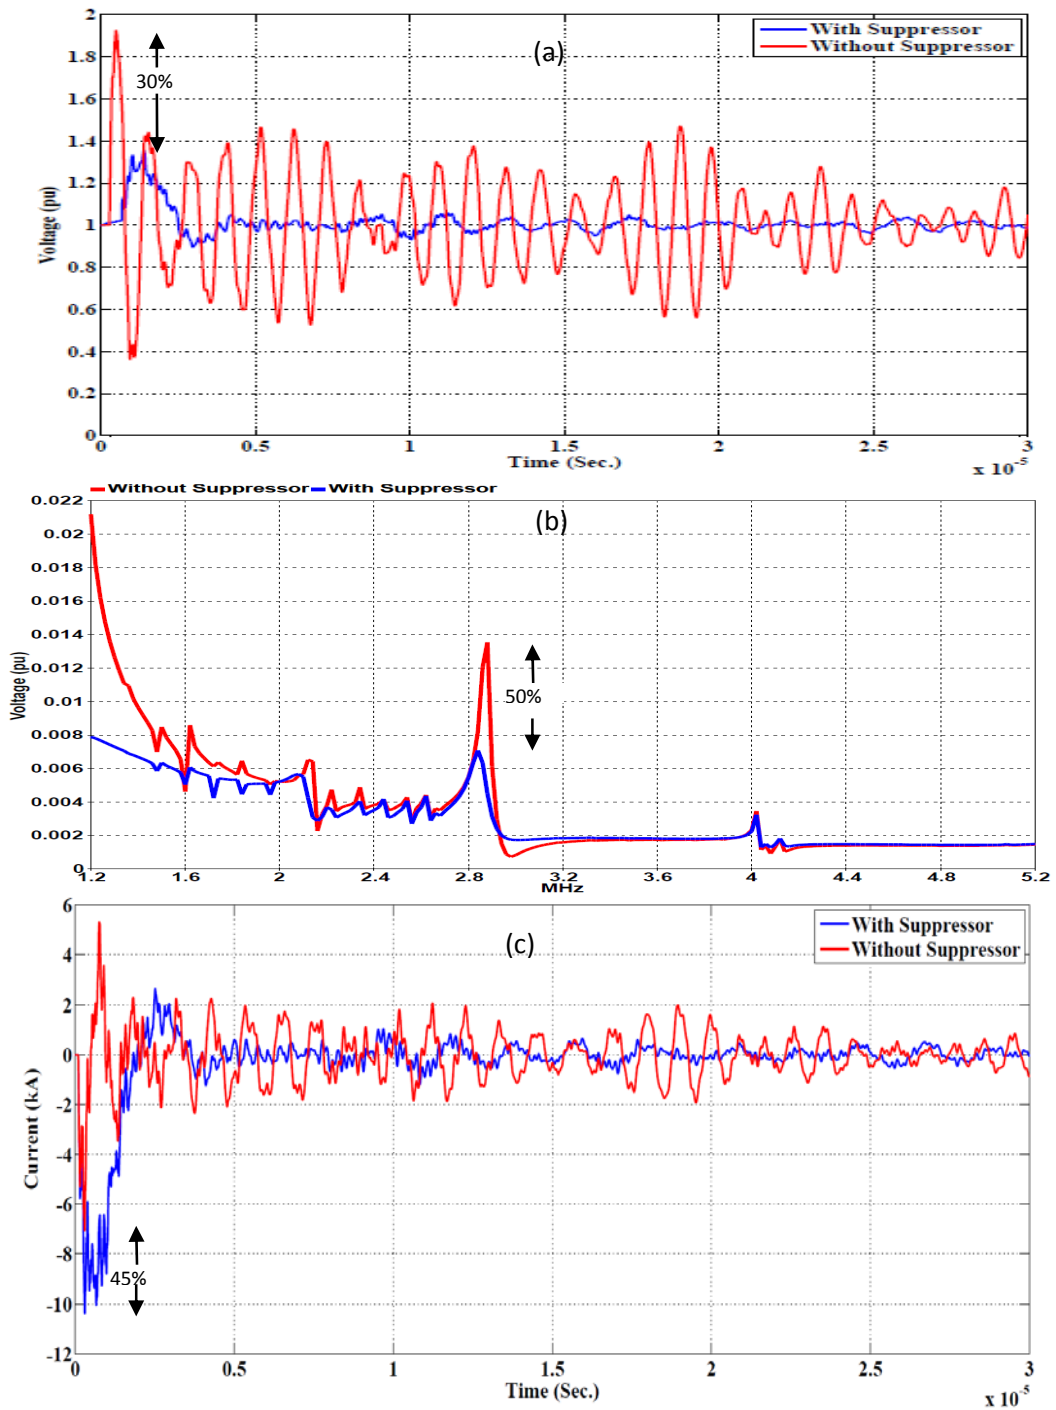 2
1.8
1.6
1.4
1.2
1
0.8
0.6
0.4
0.2
0
Voltage (pu)
(a)
With Suppressor
Without Suppressor
30%
0 0.5 1 1.5 2 2.5 3
Time (Sec.)
x 10-5
Without Suppressor With Suppressor
0.022
0.02
0.018
0.016
0.014
0.012
0.01
0.008
0.006
0.004
0.002
0
Voltage (pu)
(b)
50%
1.2 1.6 2 2.4 2.8 3.2 3.6 4 4.4 4.8 5.2
MHz
6
4
2
0
-2
-4
-6
-8
-10
-12
Current (kA)
(c)
With Suppressor
Without Suppressor
45%
0 0.5 1 1.5 2 2.5 3
Time (Sec.)
x 10-5